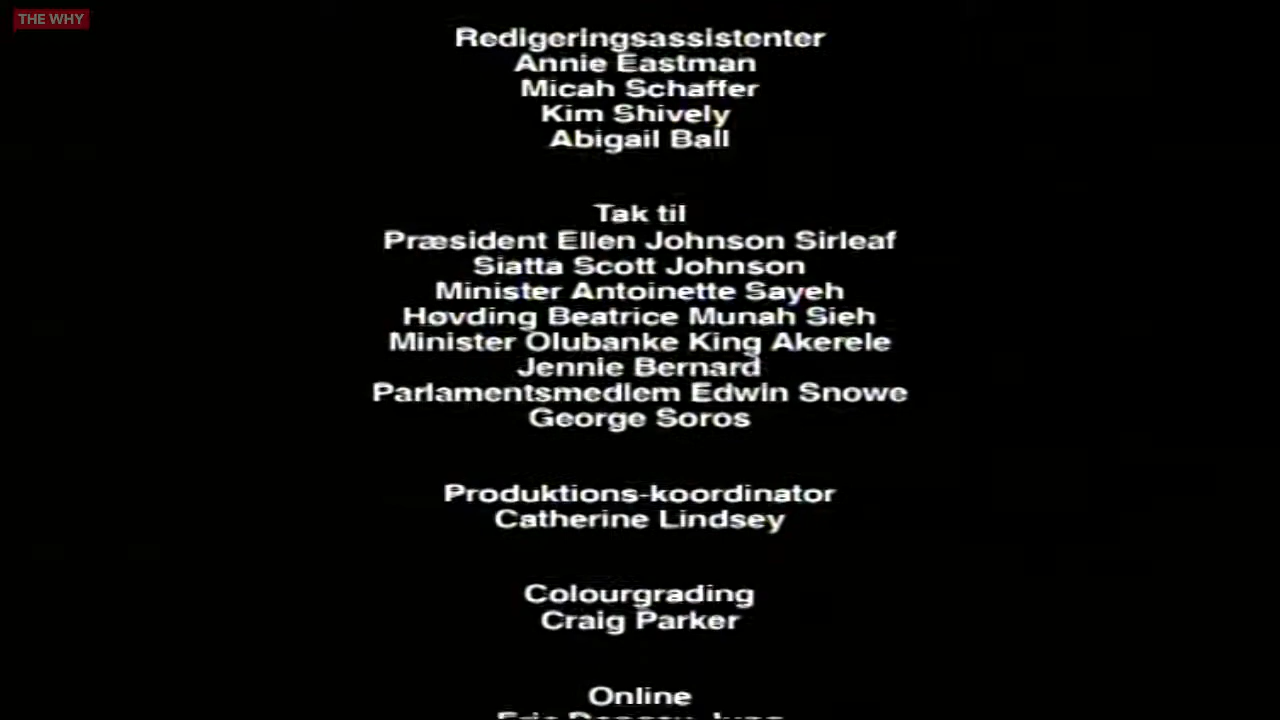 THE WHY
Redigeringsassistenter
Annie Eastman
Micah Schaffer
Kim Shively
Abigail Ball
Tak til
Præsident Ellen Johnson Sirleaf
Siatta Scott Johnson
Minister Antoinette Sayeh
Høvding Beatrice Munah Sieh
Minister Olubanke King Akerele
Jennie Bernard
Parlamentsmedlem Edwin Snowe
George Soros
Produktions-koordinator
Catherine Lindsey
Colourgrading
Craig Parker
Online